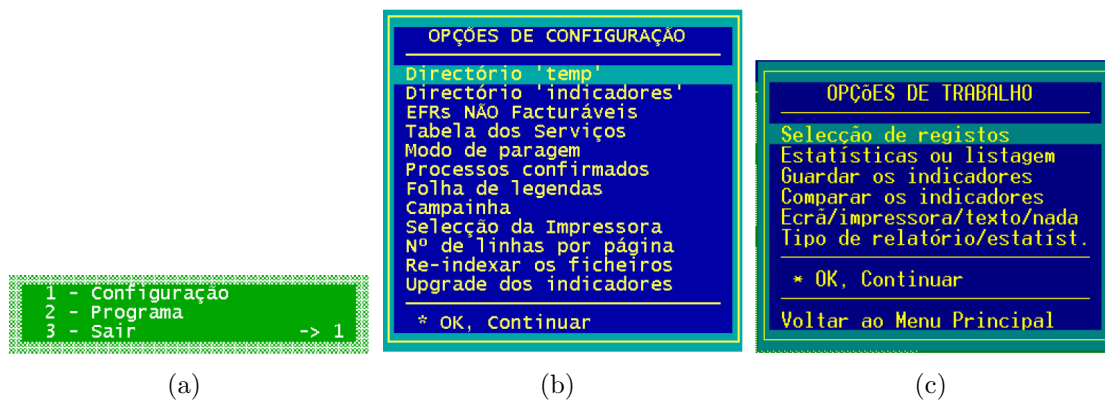 1 - Configuração
2 - Programa
3 - Sair -> 1
(a)
OPÇÕES DE CONFIGURAÇÃO
Directório 'temp'
Directório 'indicadores'
EFRs NÃO Facturáveis
Tabela dos Serviços
Modo de paragem
Processos confirmados
Folha de legendas
Campainha
Selecção da Impressora
Nº de linhas por página
Re-indexar os ficheiros
Upgrade dos indicadores
* OK, Continuar
(b)
OPÇõES DE TRABALHO
Selecção de registos
Estatísticas ou listagem
Guardar os indicadores
Comparar os indicadores
Ecrã/impressora/texto/nada
Tipo de relatório/estatíst.
* OK, Continuar
Voltar ao Menu Principal
(c)